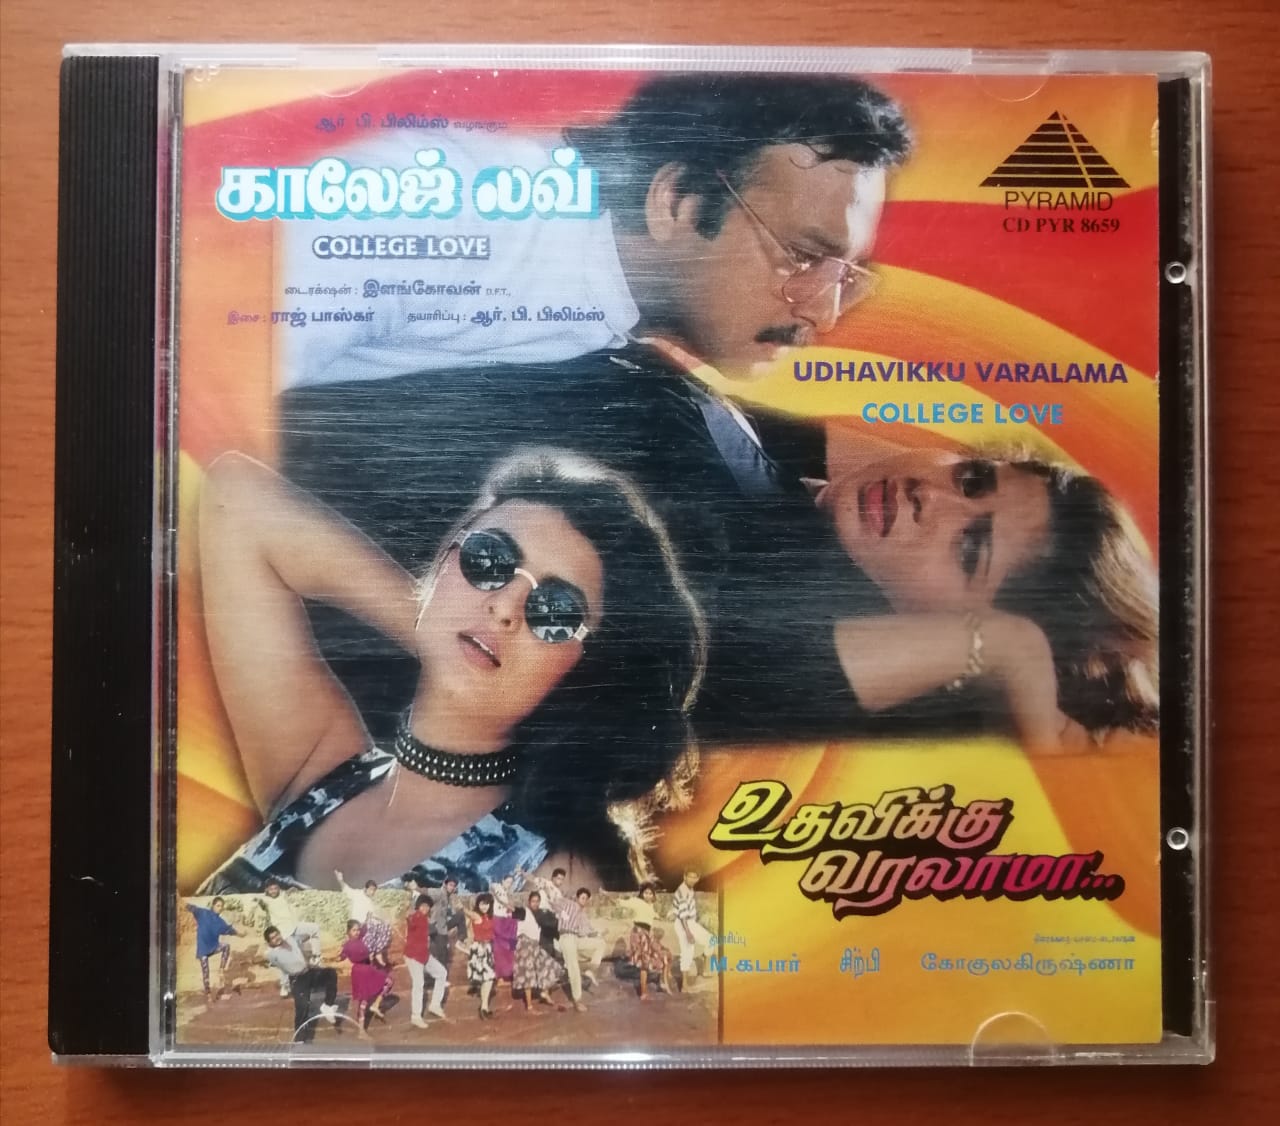 ஆர் பி. பிலிம்ஸ் வழங்கும்
காலேஜ் லவ்
COLLEGE LOVE
டைரக்ஷன் : இளங்கோவன் D.F.T.,
இசை : ராஜ் பாஸ்கர் தயாரிப்பு : ஆர். பி. பிலிம்ஸ்
PYRAMID
CD PYR 8659
UDHAVIKKU VARALAMA
COLLEGE LOVE
உதவிக்கு
வரலாமா...
தயாரிப்பு
M.கபார் சிற்பி கோகுலகிருஷ்ணா